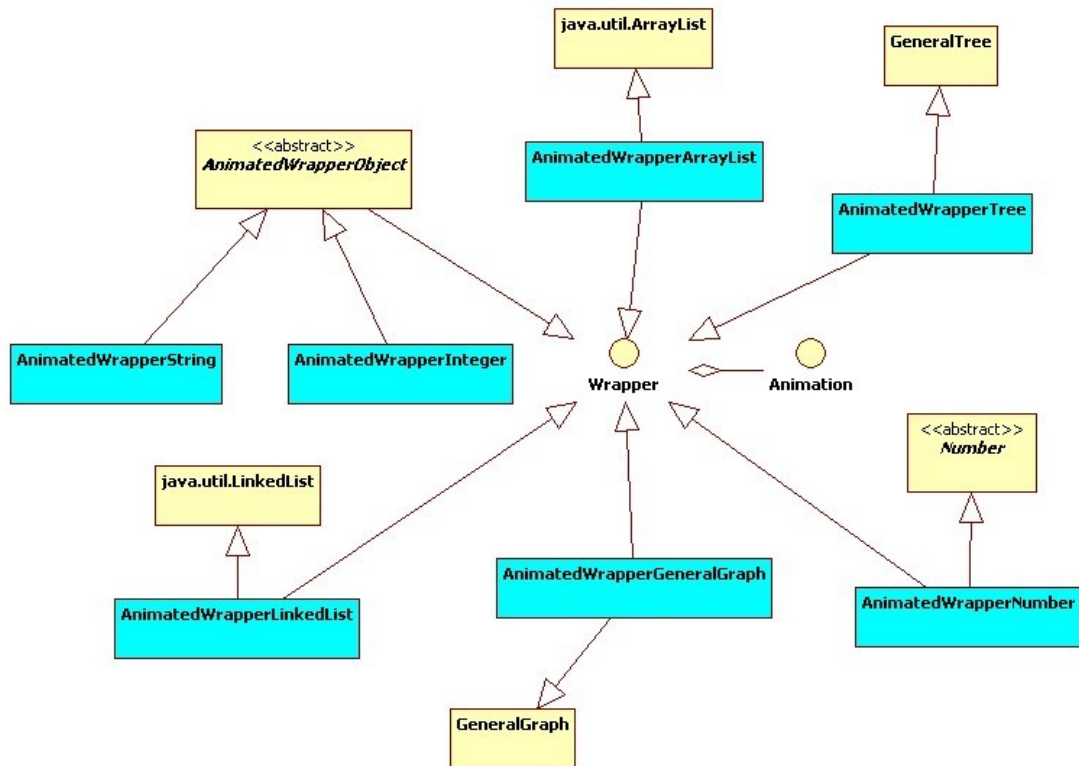 java.util.ArrayList
GeneralTree
<<abstract>>
AnimatedWrapperObject
AnimatedWrapperArrayList
AnimatedWrapperTree
AnimatedWrapperString
AnimatedWrapperInteger
Wrapper
Animation
<<abstract>>
Number
java.util.LinkedList
AnimatedWrapperGeneralGraph
AnimatedWrapperLinkedList
AnimatedWrapperNumber
GeneralGraph